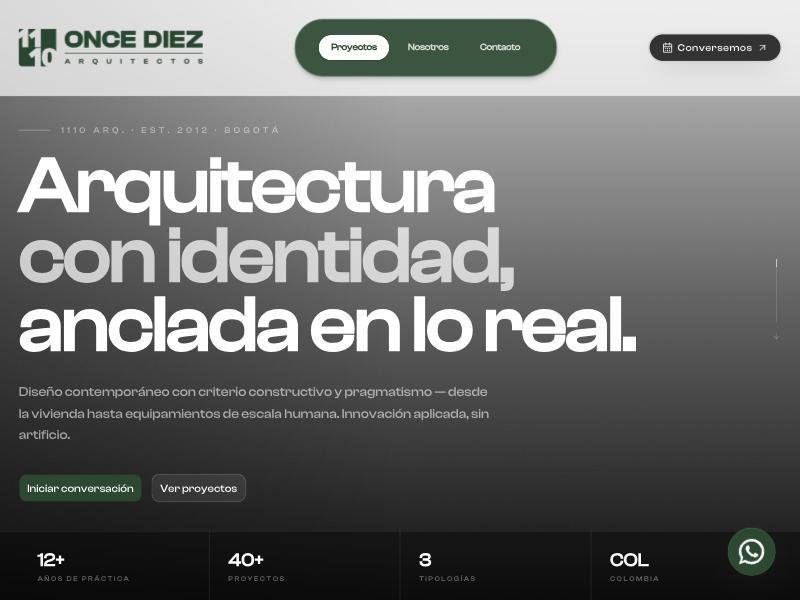 11
10
ONCE DIEZ
ARQUITECTOS
Proyectos
Nosotros
Contacto
Conversemos
1110 ARQ. · EST. 2012 · BOGOTÁ
Arquitectura
con identidad,
anclada en lo real.
Diseño contemporáneo con criterio constructivo y pragmatismo — desde
la vivienda hasta equipamientos de escala humana. Innovación aplicada, sin
artificio.
Iniciar conversación
Ver proyectos
12+
AÑOS DE PRÁCTICA
40+
PROYECTOS
3
TIPOLOGÍAS
COL
COLOMBIA